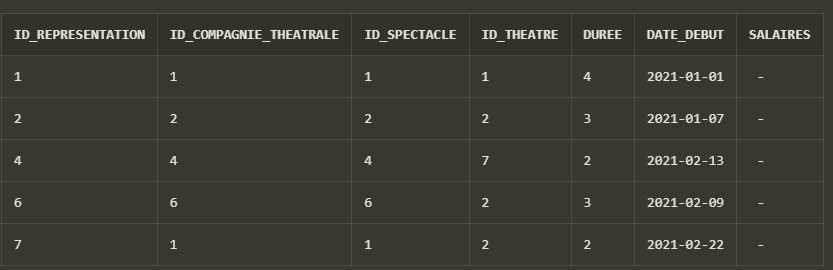 ID_REPRESENTATION ID_COMPAGNIE_THEATRALE ID_SPECTACLE ID_THEATRE DUREE DATE_DEBUT SALAIRES
1 1 1 1 4 2021-01-01 -
2 2 2 2 3 2021-01-07 -
4 4 4 7 2 2021-02-13 -
6 6 6 2 3 2021-02-09 -
7 1 1 2 2 2021-02-22 -